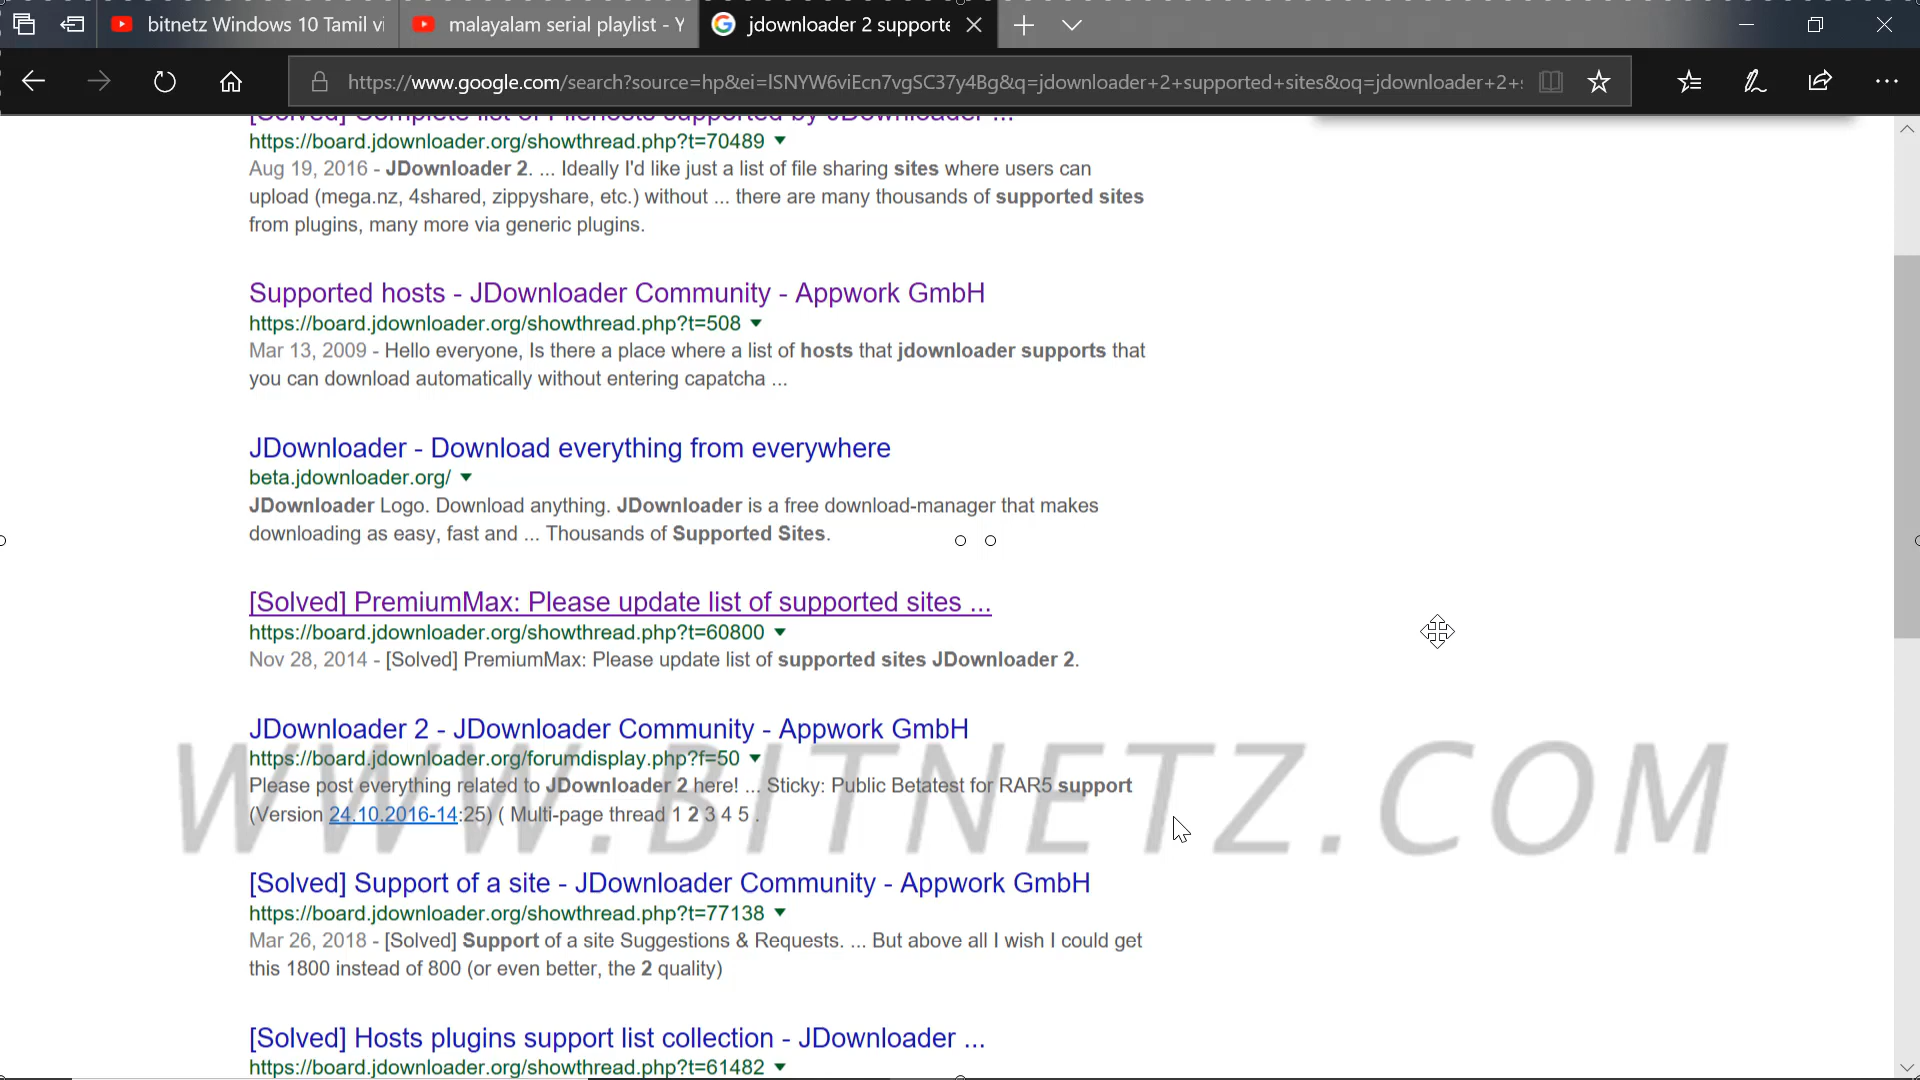 bitnetz Windows 10 Tamil vi
malayalam serial playlist - Y
jdownloader 2 supporte
https://www.google.com/search?source=hp&ei=lSNYW6viEcn7vgSC37y4Bg&q=jdownloader+2+supported+sites&oq=jdownloader+2+s
[Solved] Complete list of Filehosts supported by JDownloader ...
https://board.jdownloader.org/showthread.php?t=70489
Aug 19, 2016 - JDownloader 2. ... Ideally I'd like just a list of file sharing sites where users can
upload (mega.nz, 4shared, zippyshare, etc.) without ... there are many thousands of supported sites
from plugins, many more via generic plugins.
Supported hosts - JDownloader Community - Appwork GmbH
https://board.jdownloader.org/showthread.php?t=508
Mar 13, 2009 - Hello everyone, Is there a place where a list of hosts that jdownloader supports that
you can download automatically without entering capatcha ...
JDownloader - Download everything from everywhere
beta.jdownloader.org/
JDownloader Logo. Download anything. JDownloader is a free download-manager that makes
downloading as easy, fast and ... Thousands of Supported Sites.
[Solved] PremiumMax: Please update list of supported sites ...
https://board.jdownloader.org/showthread.php?t=60800
Nov 28, 2014 - [Solved] PremiumMax: Please update list of supported sites JDownloader 2.
JDownloader 2 - JDownloader Community - Appwork GmbH
https://board.jdownloader.org/forumdisplay.php?f=50
Please post everything related to JDownloader 2 here! ... Sticky: Public Betatest for RAR5 support
(Version 24.10.2016-14:25) ( Multi-page thread 1 2 3 4 5 .
WWW.BITNETZ.COM
[Solved] Support of a site - JDownloader Community - Appwork GmbH
https://board.jdownloader.org/showthread.php?t=77138
Mar 26, 2018 - [Solved] Support of a site Suggestions & Requests. ... But above all I wish I could get
this 1800 instead of 800 (or even better, the 2 quality)
[Solved] Hosts plugins support list collection - JDownloader ...
https://board.jdownloader.org/showthread.php?t=61482